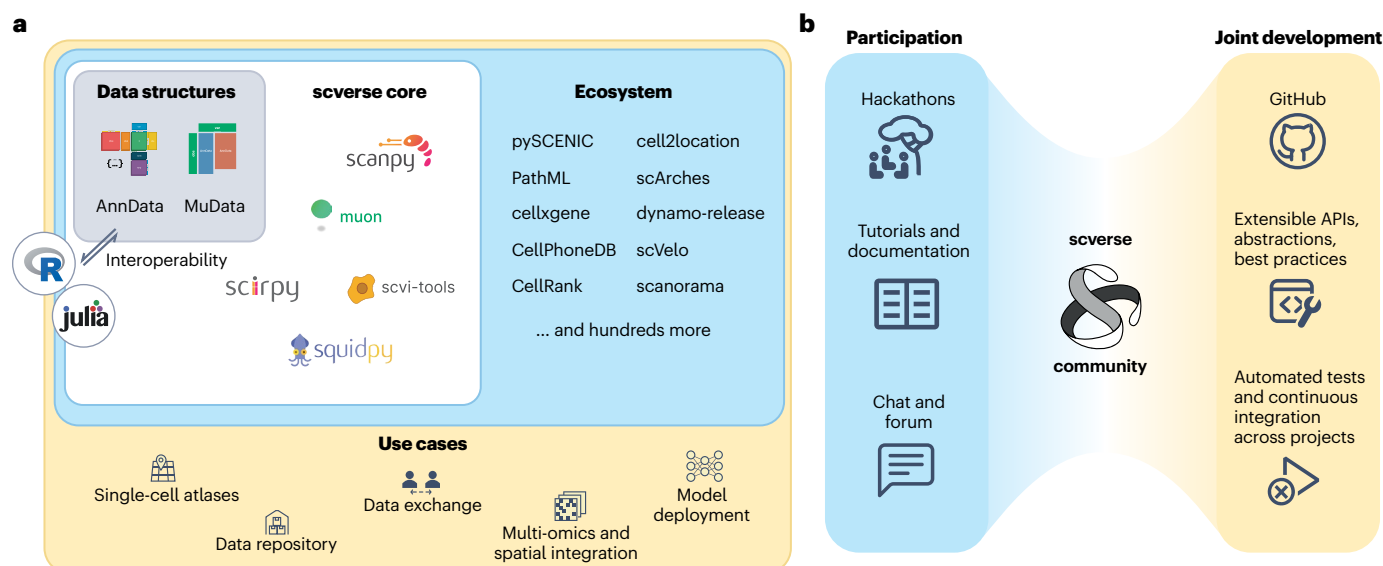 a
Data structures
scverse core
Ecosystem
{...}
AnnData
MuData
scanpy
muon
R
Interoperability
julia
scirpy
scvi-tools
squidpy
pySCENIC
cell2location
PathML
scArches
cellxgene
dynamo-release
CellPhoneDB
scVelo
CellRank
scanorama
... and hundreds more
Use cases
Single-cell atlases
Data repository
Data exchange
Multi-omics and
spatial integration
Model
deployment
b
Participation
Joint development
Hackathons
Tutorials and
documentation
Chat and
forum
scverse
community
GitHub
Extensible APIs,
abstractions,
best practices
Automated tests
and continuous
integration
across projects